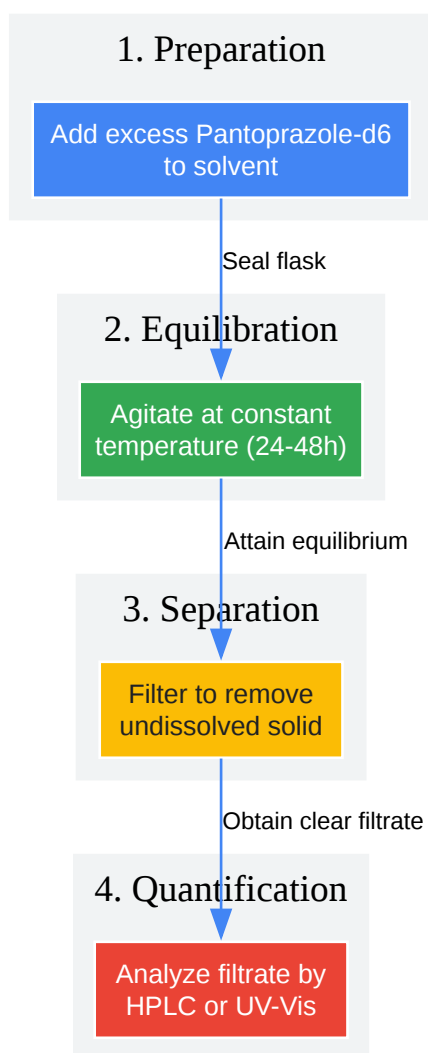 1. Preparation
Add excess Pantoprazole-d6
to solvent
Seal flask
2. Equilibration
Agitate at constant
temperature (24-48h)
Attain equilibrium
3. Separation
Filter to remove
undissolved solid
Obtain clear filtrate
4. Quantification
Analyze filtrate by
HPLC or UV-Vis